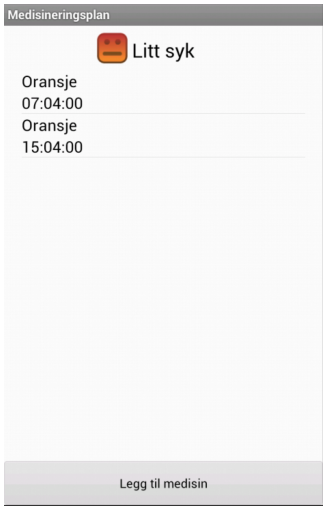 Medisineringsplan
Litt syk
Oransje
07:04:00
Oransje
15:04:00
Legg til medisin